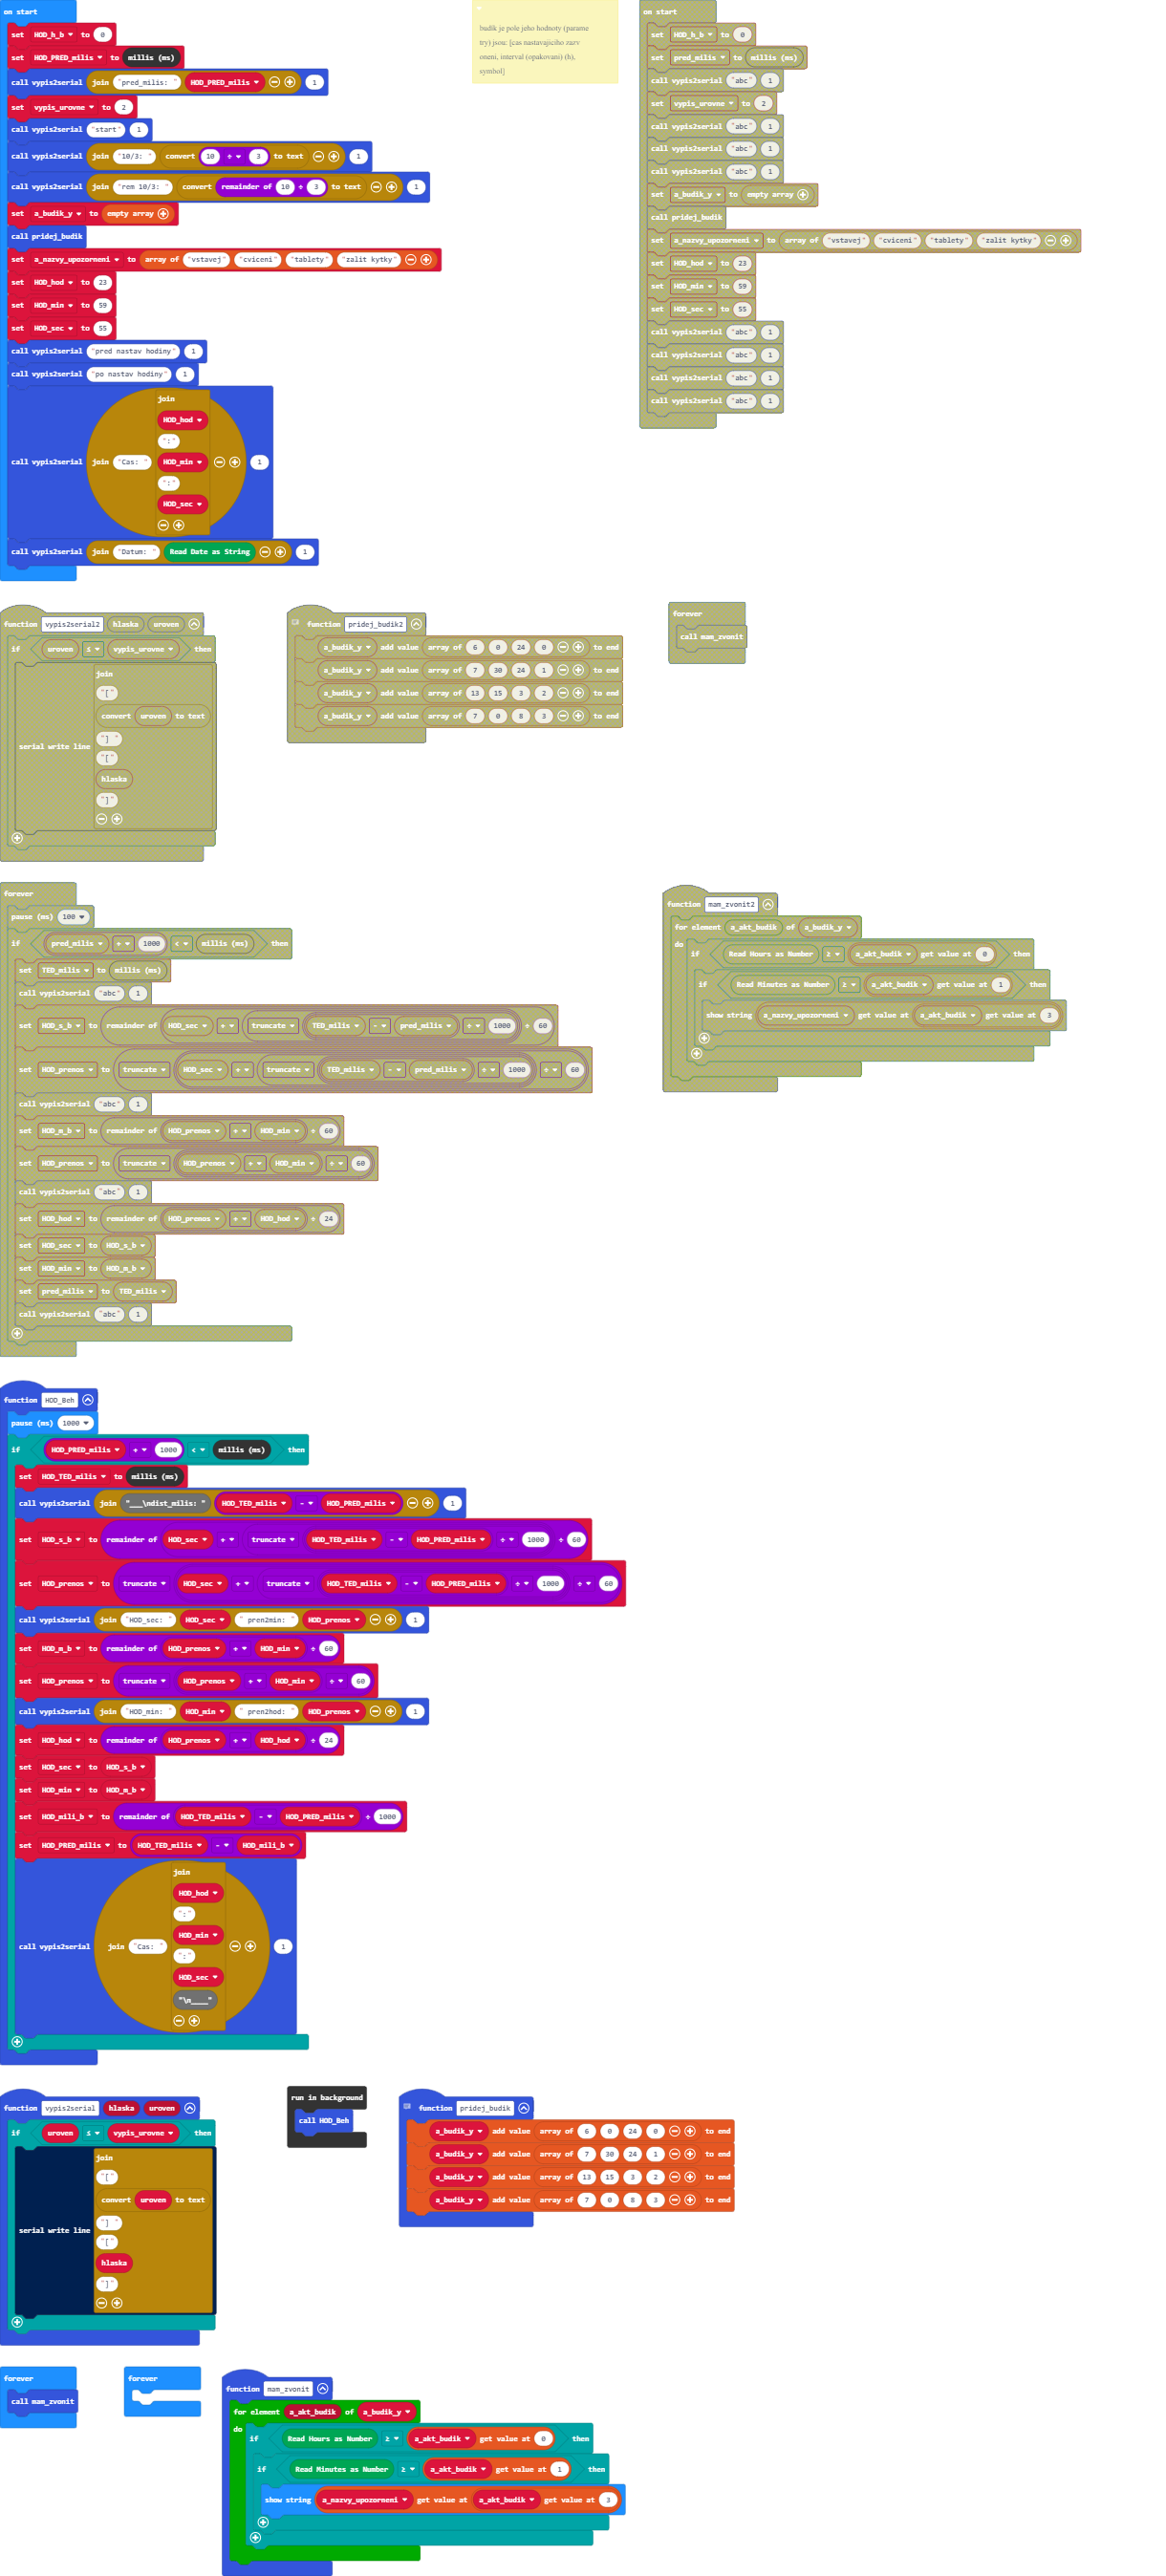 on start
set HOD_h_b to 0
set HOD_PRED_milis to millis (ms)
call vypis2serial join "pred_milis: " HOD_PRED_milis 1
set vypis_urovne to 2
call vypis2serial "start" 1
call vypis2serial join "10/3: " convert 10 ÷ 3 to text 1
call vypis2serial join "rem 10/3: " convert remainder of 10 ÷ 3 to text 1
set a_budik_y to empty array
call pridej_budik
set a_nazvy_upozorneni to array of "vstavej" "cviceni" "tablety" "zalit kytky"
set HOD_hod to 23
set HOD_min to 59
set HOD_sec to 55
call vypis2serial "pred nastav hodiny" 1
call vypis2serial "po nastav hodiny" 1
join
HOD_hod
":"
call vypis2serial join "Cas: " HOD_min 1
":"
HOD_sec
call vypis2serial join "Datum: " Read Date as String 1
budik je pole jeho hodnoty (parame
try) jsou: [cas nastavajiciho zazv
oneni, interval (opakovani) (h),
symbol]
on start
set HOD_h_b to 0
set pred_milis to millis (ms)
call vypis2serial "abc" 1
set vypis_urovne to 2
call vypis2serial "abc" 1
call vypis2serial "abc" 1
call vypis2serial "abc" 1
set a_budik_y to empty array
call pridej_budik
set a_nazvy_upozorneni to array of "vstavej" "cviceni" "tablety" "zalit kytky"
set HOD_hod to 23
set HOD_min to 59
set HOD_sec to 55
call vypis2serial "abc" 1
call vypis2serial "abc" 1
call vypis2serial "abc" 1
call vypis2serial "abc" 1
function vypis2serial2 hlaska uroven
if uroven ≤ vypis_urovne then
join
"["
convert uroven to text
"] "
serial write line
"["
hlaska
"]"
function pridej_budik2
a_budik_y add value array of 6 0 24 0 to end
a_budik_y add value array of 7 30 24 1 to end
a_budik_y add value array of 13 15 3 2 to end
a_budik_y add value array of 7 0 8 3 to end
forever
call mam_zvonit
forever
pause (ms) 100
if pred_milis + 1000 < millis (ms) then
set TED_milis to millis (ms)
call vypis2serial "abc" 1
set HOD_s_b to remainder of HOD_sec + truncate TED_milis - pred_milis ÷ 1000 ÷ 60
set HOD_prenos to truncate HOD_sec + truncate TED_milis - pred_milis ÷ 1000 ÷ 60
call vypis2serial "abc" 1
set HOD_m_b to remainder of HOD_prenos + HOD_min ÷ 60
set HOD_prenos to truncate HOD_prenos + HOD_min ÷ 60
call vypis2serial "abc" 1
set HOD_hod to remainder of HOD_prenos + HOD_hod ÷ 24
set HOD_sec to HOD_s_b
set HOD_min to HOD_m_b
set pred_milis to TED_milis
call vypis2serial "abc" 1
function mam_zvonit2
for element a_akt_budik of a_budik_y
do
if Read Hours as Number ≥ a_akt_budik get value at 0 then
if Read Minutes as Number ≥ a_akt_budik get value at 1 then
show string a_nazvy_upozorneni get value at a_akt_budik get value at 3
function HOD_Beh
pause (ms) 1000
if HOD_PRED_milis + 1000 < millis (ms) then
set HOD_TED_milis to millis (ms)
call vypis2serial join "___\ndist_milis: " HOD_TED_milis - HOD_PRED_milis 1
set HOD_s_b to remainder of HOD_sec + truncate HOD_TED_milis - HOD_PRED_milis ÷ 1000 ÷ 60
set HOD_prenos to truncate HOD_sec + truncate HOD_TED_milis - HOD_PRED_milis ÷ 1000 ÷ 60
call vypis2serial join "HOD_sec: " HOD_sec " pren2min: " HOD_prenos 1
set HOD_m_b to remainder of HOD_prenos + HOD_min ÷ 60
set HOD_prenos to truncate HOD_prenos + HOD_min ÷ 60
call vypis2serial join "HOD_min: " HOD_min " pren2hod: " HOD_prenos 1
set HOD_hod to remainder of HOD_prenos + HOD_hod ÷ 24
set HOD_sec to HOD_s_b
set HOD_min to HOD_m_b
set HOD_mili_b to remainder of HOD_TED_milis - HOD_PRED_milis ÷ 1000
set HOD_PRED_milis to HOD_TED_milis - HOD_mili_b
join
HOD_hod
":"
HOD_min
call vypis2serial join "Cas: " 1
":"
HOD_sec
"\n____"
function vypis2serial hlaska uroven
if uroven ≤ vypis_urovne then
join
"["
convert uroven to text
"] "
serial write line
"["
hlaska
"]"
run in background
call HOD_Beh
function pridej_budik
a_budik_y add value array of 6 0 24 0 to end
a_budik_y add value array of 7 30 24 1 to end
a_budik_y add value array of 13 15 3 2 to end
a_budik_y add value array of 7 0 8 3 to end
forever
call mam_zvonit
forever
function mam_zvonit
for element a_akt_budik of a_budik_y
do
if Read Hours as Number ≥ a_akt_budik get value at 0 then
if Read Minutes as Number ≥ a_akt_budik get value at 1 then
show string a_nazvy_upozorneni get value at a_akt_budik get value at 3